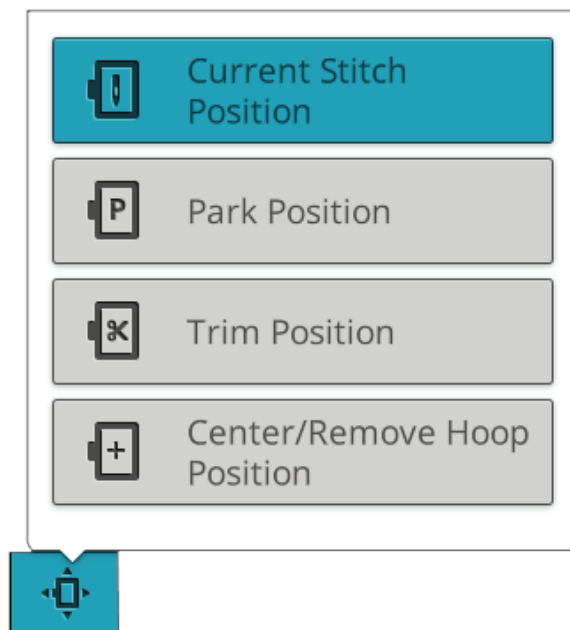 Current Stitch
Position
P
Park Position
Trim Position
Center/Remove Hoop
Position